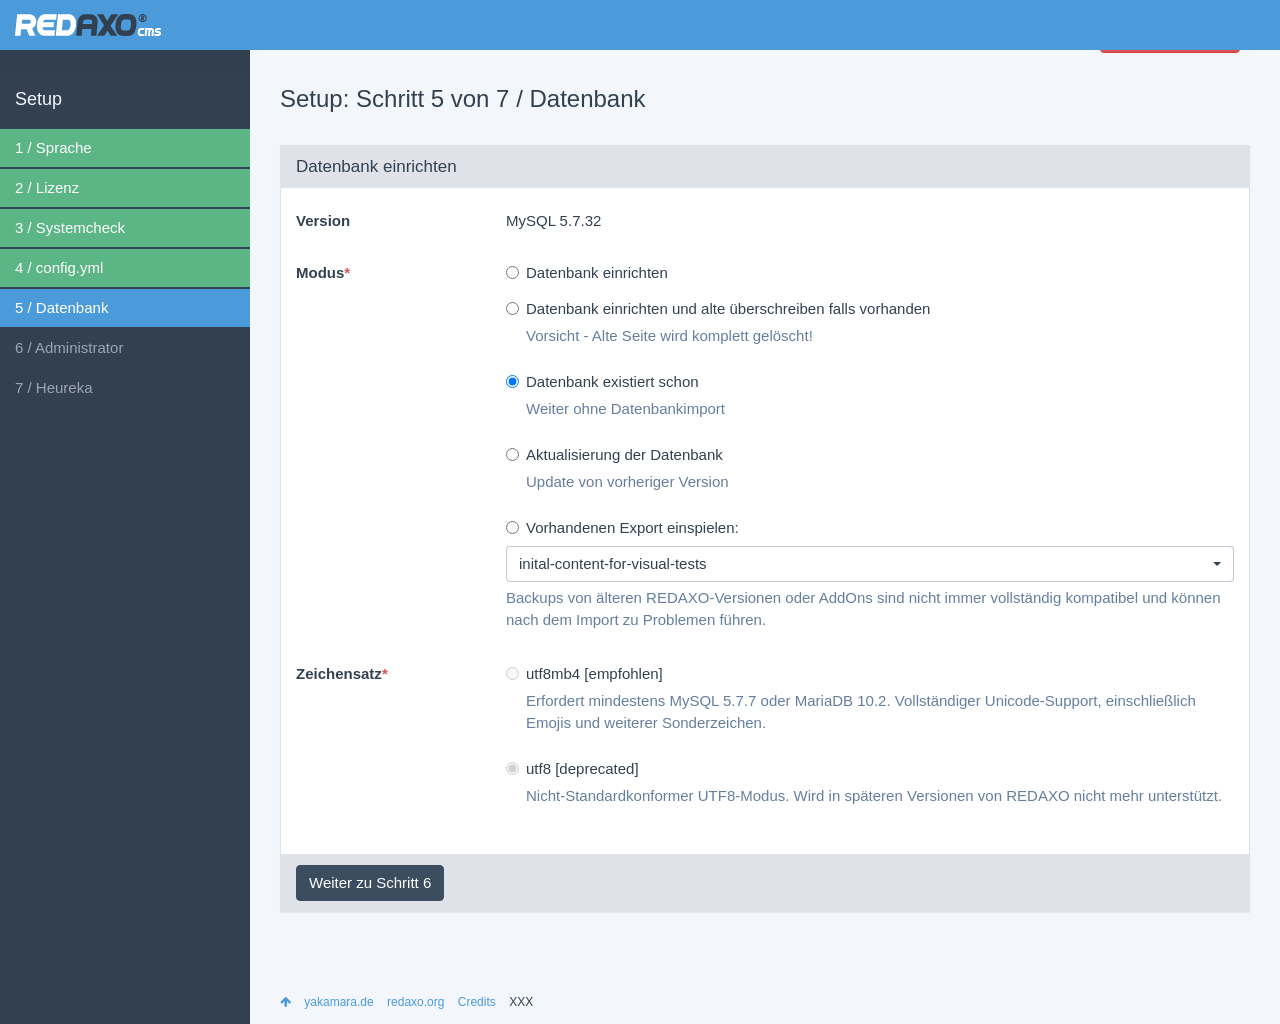 REDAXO® cms
Setup
1 / Sprache
2 / Lizenz
3 / Systemcheck
4 / config.yml
5 / Datenbank
6 / Administrator
7 / Heureka
Setup: Schritt 5 von 7 / Datenbank
Datenbank einrichten
Version
MySQL 5.7.32
Modus*
Datenbank einrichten
Datenbank einrichten und alte überschreiben falls vorhanden
Vorsicht - Alte Seite wird komplett gelöscht!
Datenbank existiert schon
Weiter ohne Datenbankimport
Aktualisierung der Datenbank
Update von vorheriger Version
Vorhandenen Export einspielen:
inital-content-for-visual-tests
Backups von älteren REDAXO-Versionen oder AddOns sind nicht immer vollständig kompatibel und können
nach dem Import zu Problemen führen.
Zeichensatz*
utf8mb4 [empfohlen]
Erfordert mindestens MySQL 5.7.7 oder MariaDB 10.2. Vollständiger Unicode-Support, einschließlich
Emojis und weiterer Sonderzeichen.
utf8 [deprecated]
Nicht-Standardkonformer UTF8-Modus. Wird in späteren Versionen von REDAXO nicht mehr unterstützt.
Weiter zu Schritt 6
yakamara.de redaxo.org Credits XXX